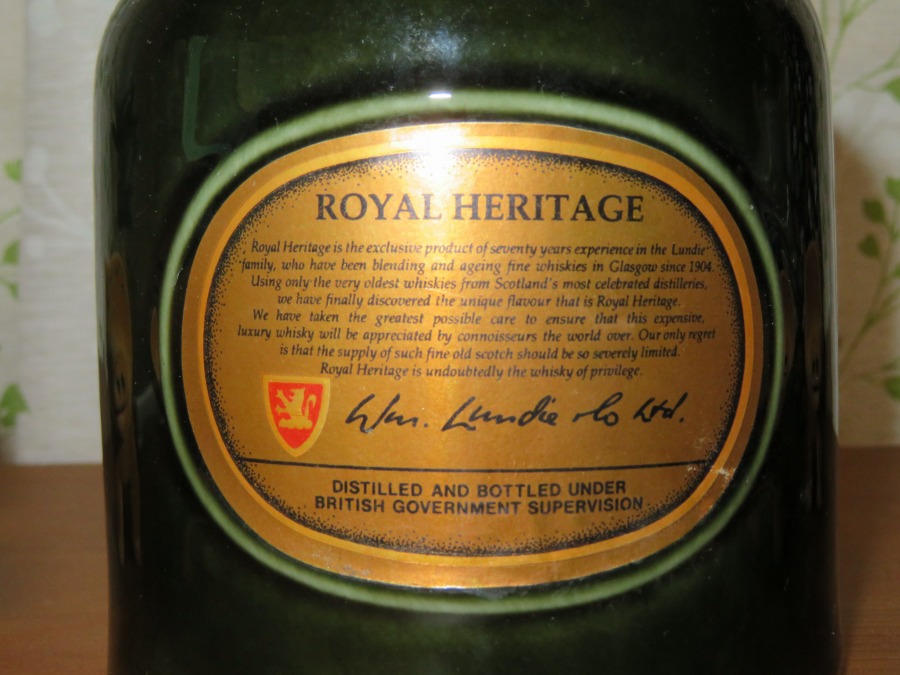 ROYAL HERITAGE
Royal Heritage is the exclusive product of seventy years experience in the Lundie
family, who have been blending and ageing fine whiskies in Glasgow since 1904.
Using only the very oldest whiskies from Scotland's most celebrated distilleries,
we have finally discovered the unique flavour that is Royal Heritage.
We have taken the greatest possible care to ensure that this expensive,
luxury whisky will be appreciated by connoisseurs the world over. Our only regret
is that the supply of such fine old scotch should be so severely limited.
Royal Heritage is undoubtedly the whisky of privilege.
Wm. Lundie & Co Ltd.
DISTILLED AND BOTTLED UNDER
BRITISH GOVERNMENT SUPERVISION